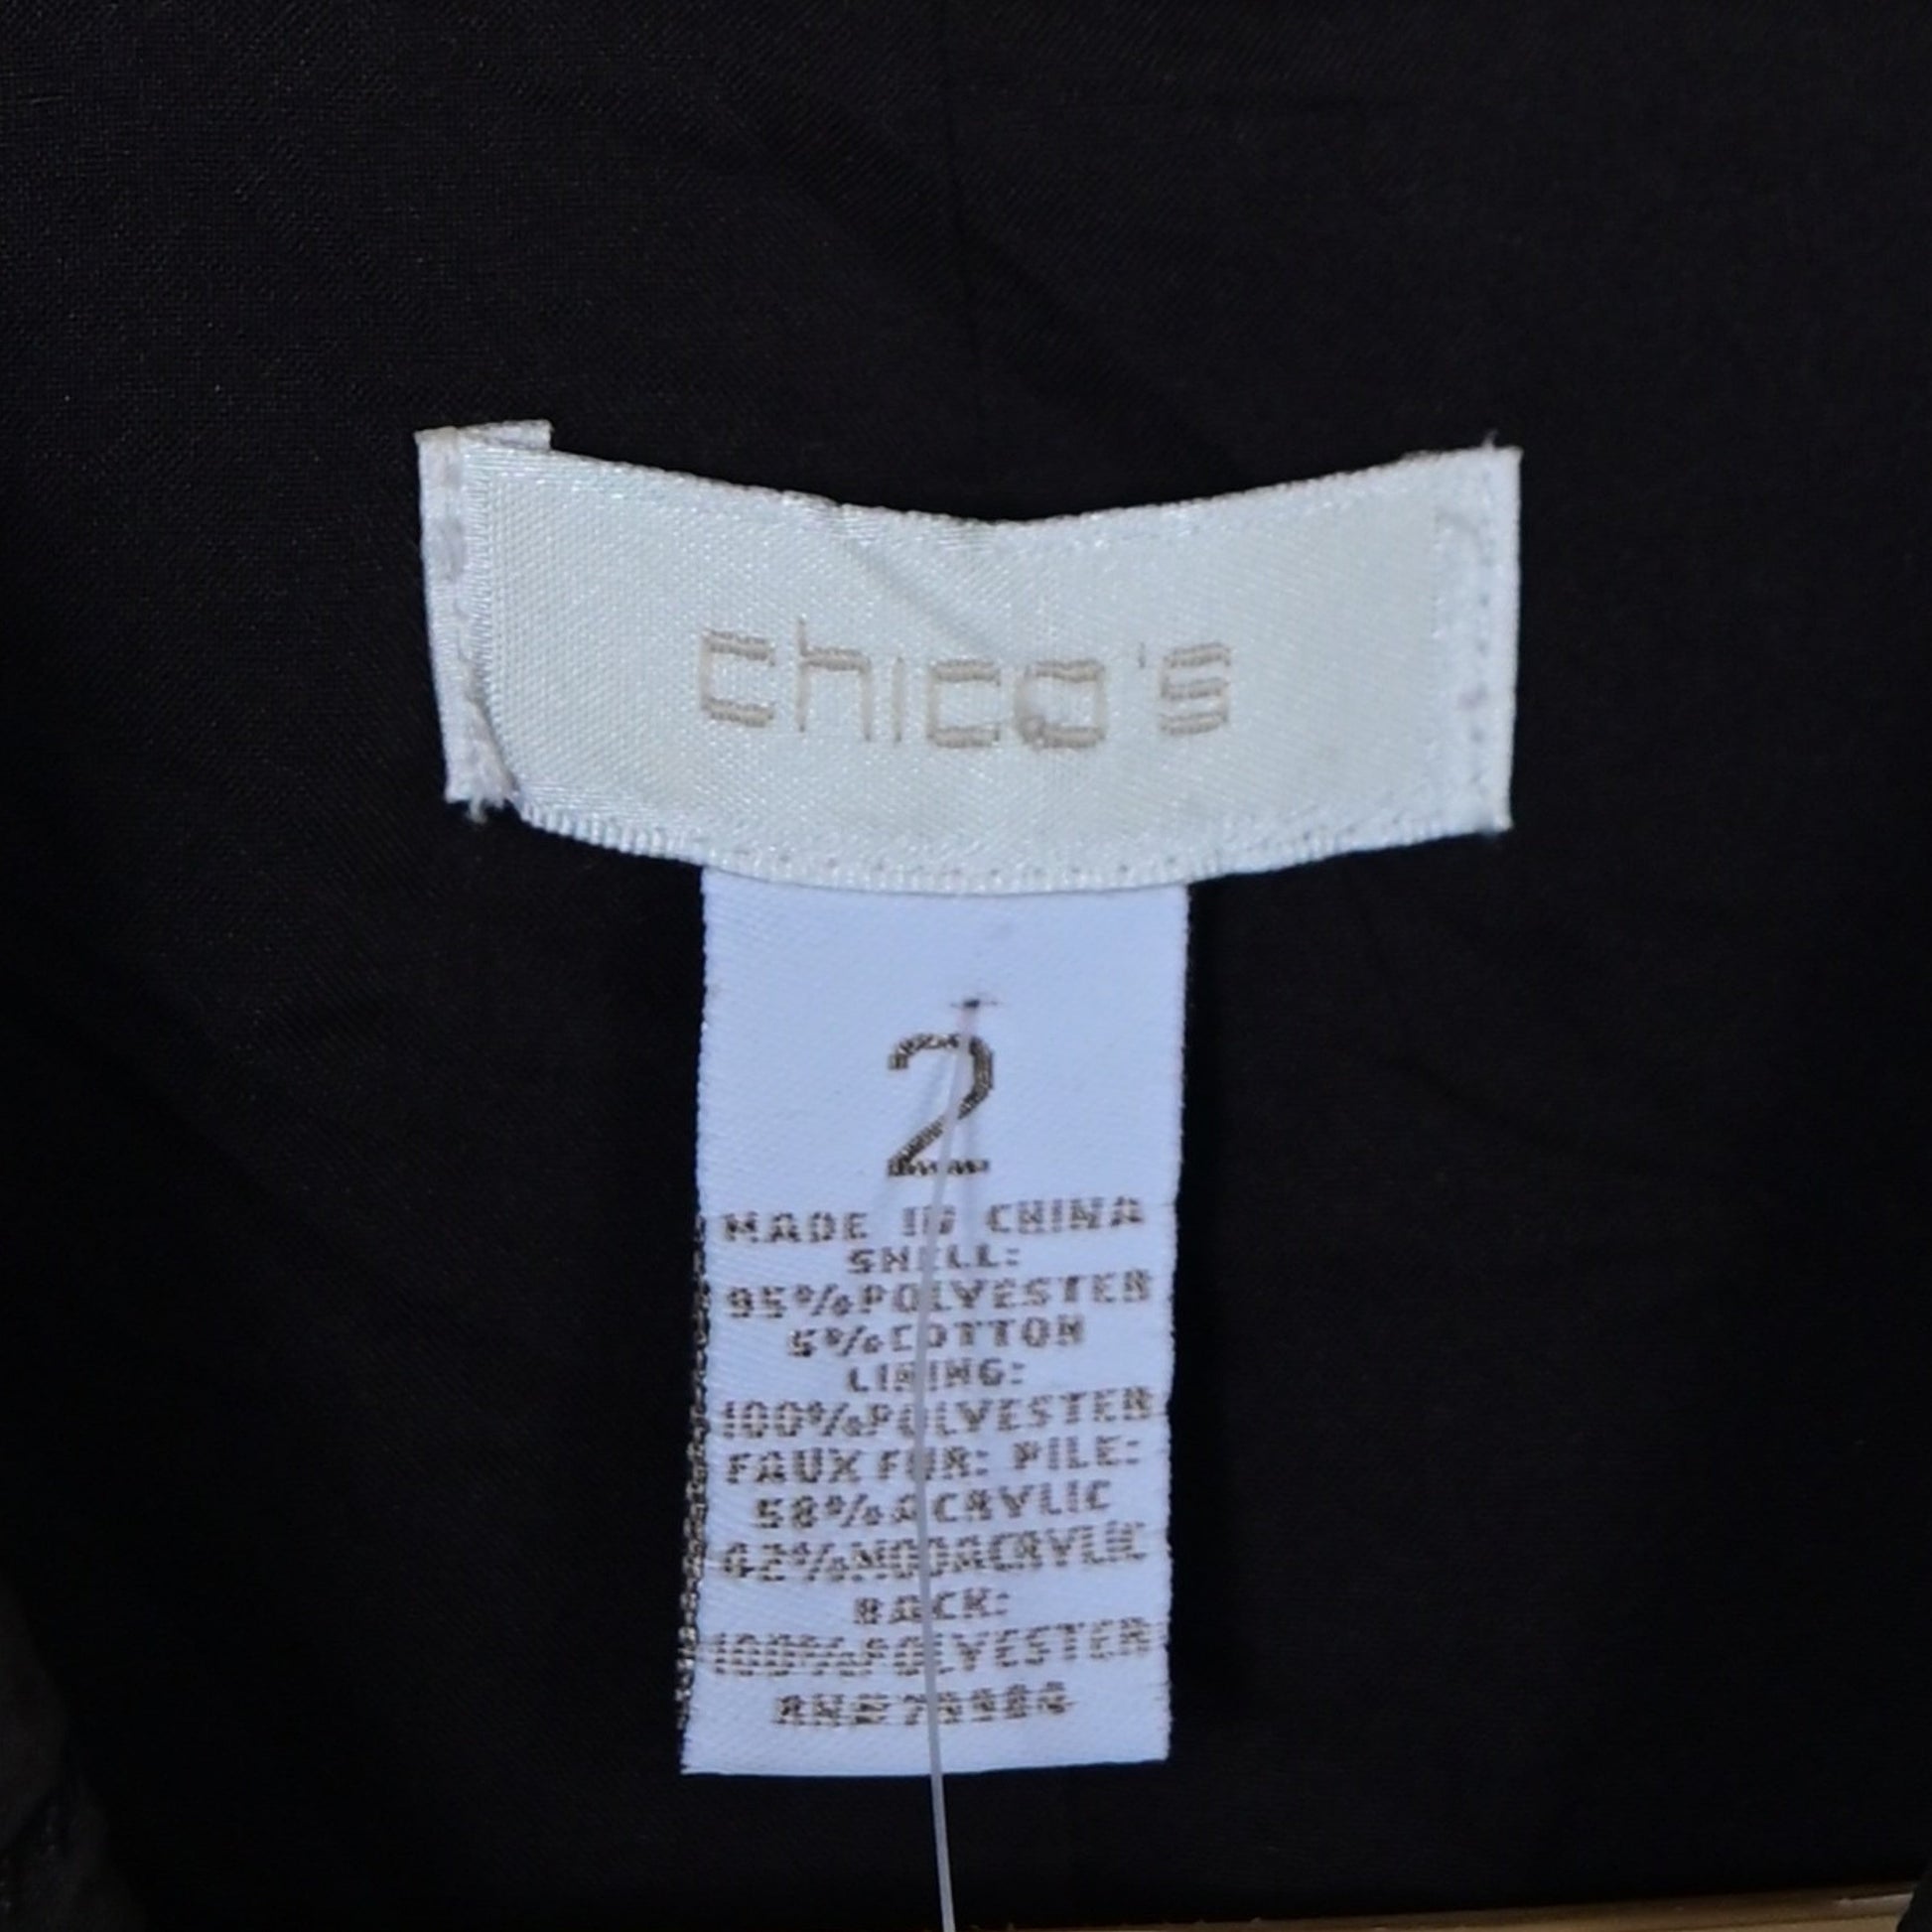 chico's
2
MADE IN CHINA
SHELL:
95%POLYESTER
5%COTTON
LINING:
100%POLYESTER
FAUX FUR: PILE:
58%ACRYLIC
42%MODACRYLIC
BACK:
100%POLYESTER